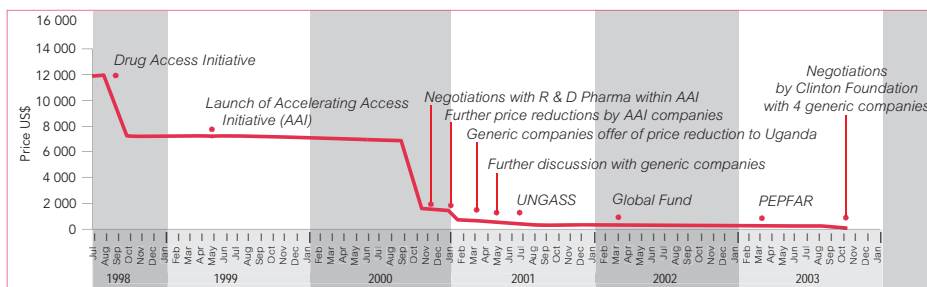 16 000
14 000
12 000
10 000
8 000
6 000
4 000
2 000
0
Price US$
Drug Access Initiative
Launch of Accelerating Access
Initiative (AAI)
Negotiations with R & D Pharma within AAI
Further price reductions by AAI companies
Generic companies offer of price reduction to Uganda
Further discussion with generic companies
UNGASS
Global Fund
PEPFAR
Negotiations
by Clinton Foundation
with 4 generic companies
Jul Aug Sep Oct Nov Dec Jan Feb Mar Apr May Jun Jul Aug Sep Oct Nov Dec Jan Feb Mar Apr May Jun Jul Aug Sep Oct Nov Dec Jan Feb Mar Apr May Jun Jul Aug Sep Oct Nov Dec Jan Feb Mar Apr May Jun Jul Aug Sep Oct Nov Dec Jan Feb Mar Apr May Jun Jul Aug Sep Oct Nov Dec Jan
1998 1999 2000 2001 2002 2003